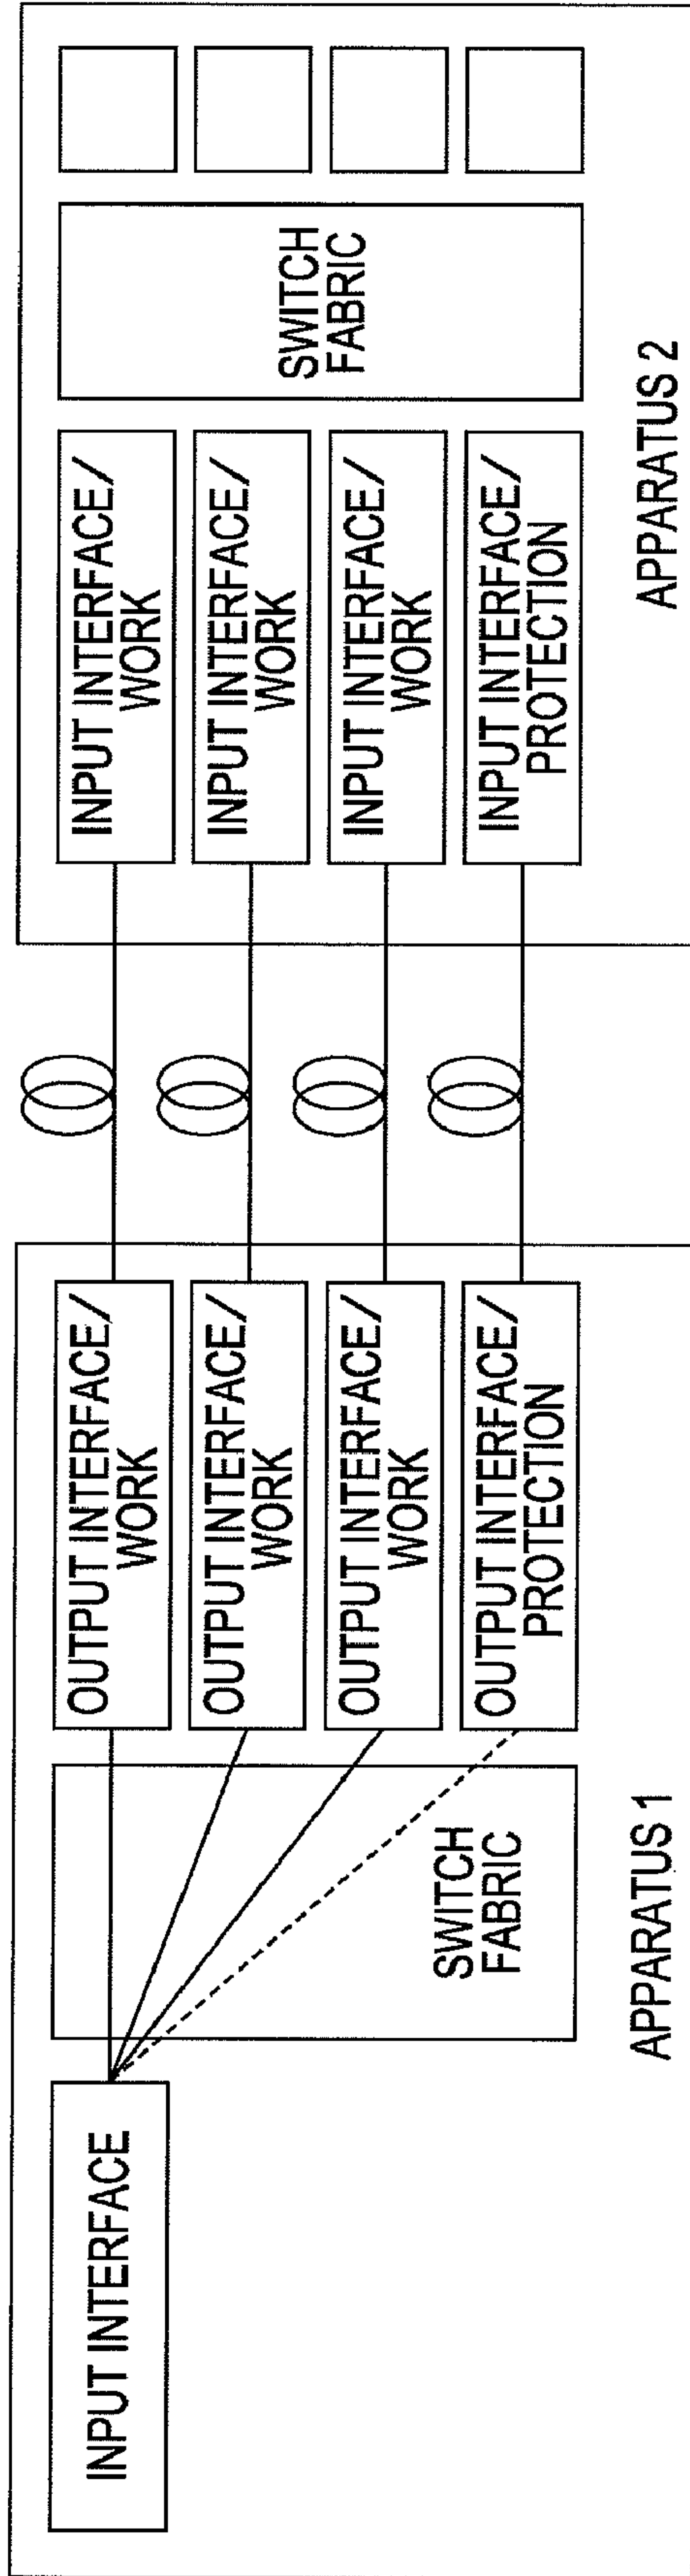 INPUT INTERFACE
SWITCH
FABRIC
OUTPUT INTERFACE/
WORK
OUTPUT INTERFACE/
WORK
OUTPUT INTERFACE/
WORK
OUTPUT INTERFACE/
PROTECTION
APPARATUS 1
INPUT INTERFACE/
WORK
INPUT INTERFACE/
WORK
INPUT INTERFACE/
WORK
INPUT INTERFACE/
PROTECTION
SWITCH
FABRIC
APPARATUS 2